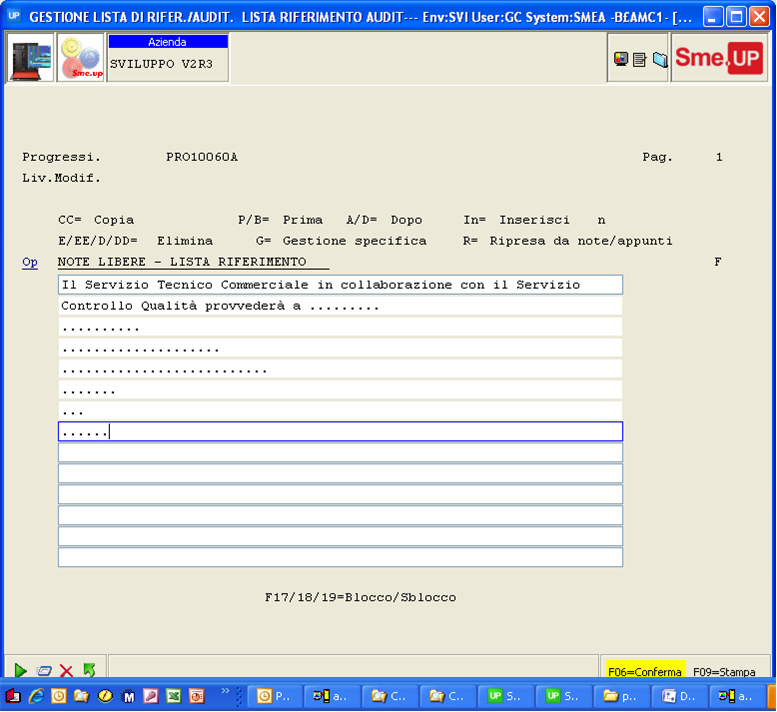 UP GESTIONE LISTA DI RIFER./AUDIT. LISTA RIFERIMENTO AUDIT--- Env:SVI User:GC System:SMEA -B£AMC1- [...
Sme.up
Azienda
SVILUPPO V2R3
Sme.UP
Progressi. PRO10060A Pag. 1
Liv.Modif.
CC= Copia P/B= Prima A/D= Dopo In= Inserisci n
E/EE/D/DD= Elimina G= Gestione specifica R= Ripresa da note/appunti
Op NOTE LIBERE - LISTA RIFERIMENTO F
Il Servizio Tecnico Commerciale in collaborazione con il Servizio
Controllo Qualità provvederà a .........
..........
....................
..........................
.......
...
......
F17/18/19=Blocco/Sblocco
F06=Conferma F09=Stampa
P... a... C... C... S... S... p... D... a...